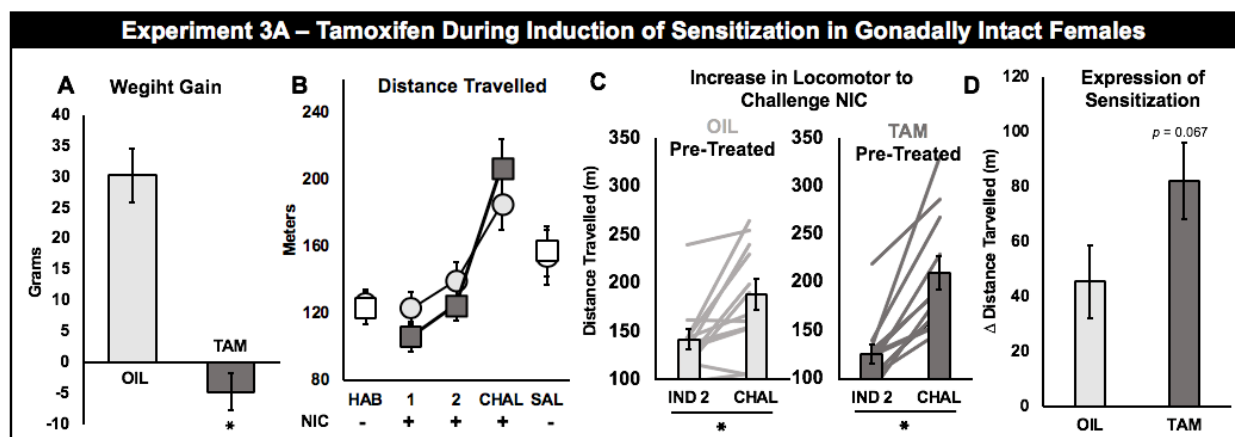 Experiment 3A – Tamoxifen During Induction of Sensitization in Gonadally Intact Females
A
Wegiht Gain
Grams
40
35
30
25
20
15
10
5
0
-5
-10
OIL
TAM
*
B
Distance Travelled
Meters
240
200
160
120
80
HAB 1 2 CHAL SAL
NIC - + + + -
C
Increase in Locomotor to
Challenge NIC
OIL
Pre-Treated
Distance Travelled (m)
350
300
250
200
150
100
IND 2 CHAL
*
TAM
Pre-Treated
350
300
250
200
150
100
IND 2 CHAL
*
D
Expression of
Sensitization
Δ Distance Tarvelled (m)
120
100
80
60
40
20
0
p = 0.067
OIL TAM